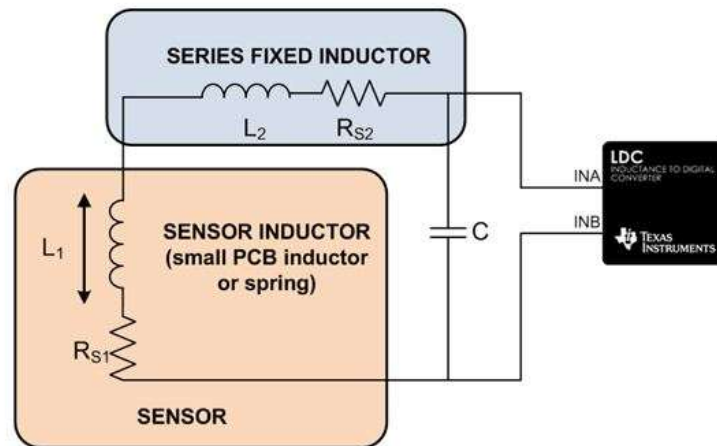 SERIES FIXED INDUCTOR
L2
RS2
LDC
INDUCTANCE TO DIGITAL
CONVERTER
INA
INB
TEXAS
INSTRUMENTS
C
L1
SENSOR INDUCTOR
(small PCB inductor
or spring)
RS1
SENSOR